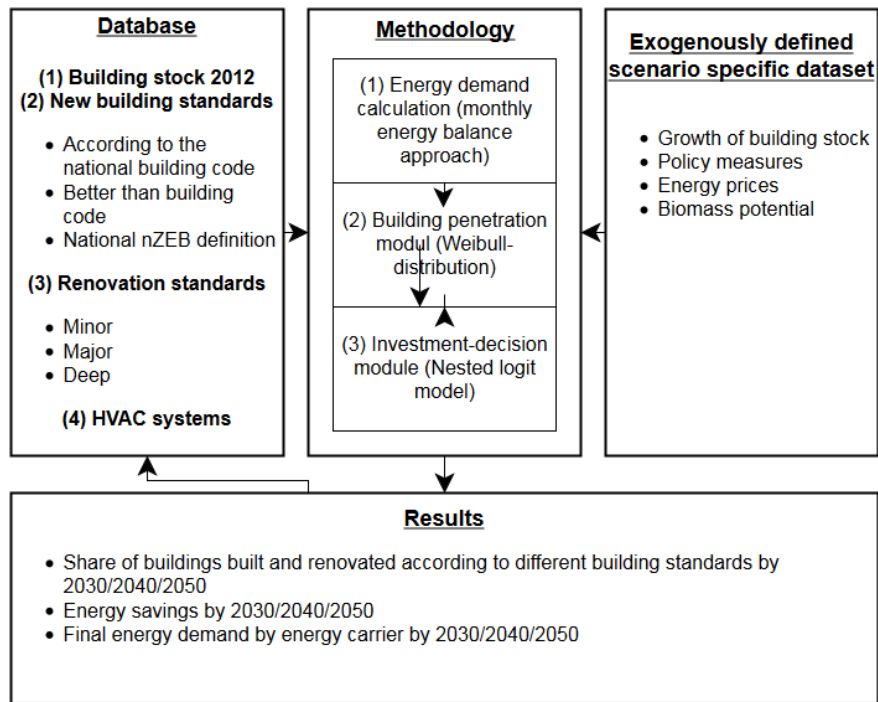 Database
(1) Building stock 2012
(2) New building standards
• According to the
national building code
• Better than building
code
• National nZEB definition
(3) Renovation standards
• Minor
• Major
• Deep
(4) HVAC systems
Methodology
(1) Energy demand
calculation (monthly
energy balance
approach)
(2) Building penetration
modul (Weibull-
distribution)
(3) Investment-decision
module (Nested logit
model)
Exogenously defined
scenario specific dataset
• Growth of building stock
• Policy measures
• Energy prices
• Biomass potential
Results
• Share of buildings built and renovated according to different building standards by
2030/2040/2050
• Energy savings by 2030/2040/2050
• Final energy demand by energy carrier by 2030/2040/2050